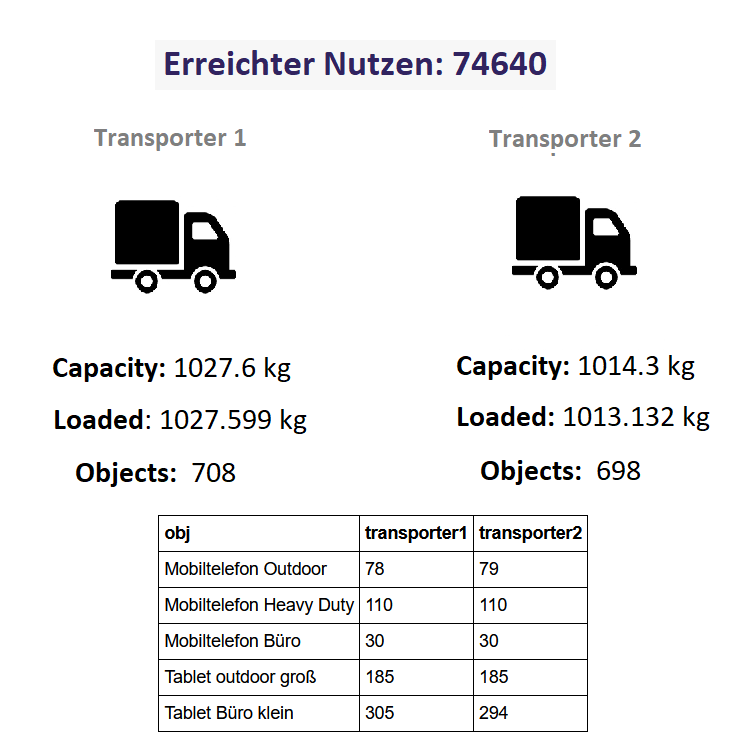 Erreichter Nutzen: 74640
Transporter 1
Transporter 2
Capacity: 1027.6 kg
Loaded: 1027.599 kg
Objects: 708
Capacity: 1014.3 kg
Loaded: 1013.132 kg
Objects: 698
obj transporter1 transporter2
Mobiltelefon Outdoor 78 79
Mobiltelefon Heavy Duty 110 110
Mobiltelefon Büro 30 30
Tablet outdoor groß 185 185
Tablet Büro klein 305 294